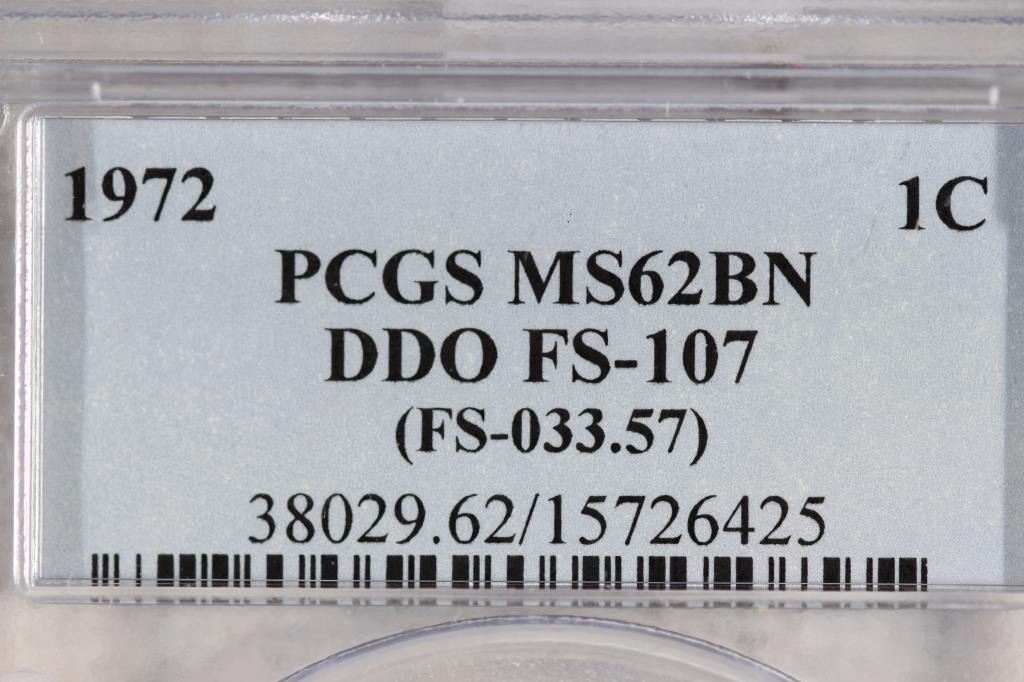 1972 1C
PCGS MS62BN
DDO FS-107
(FS-033.57)
38029.62/15726425